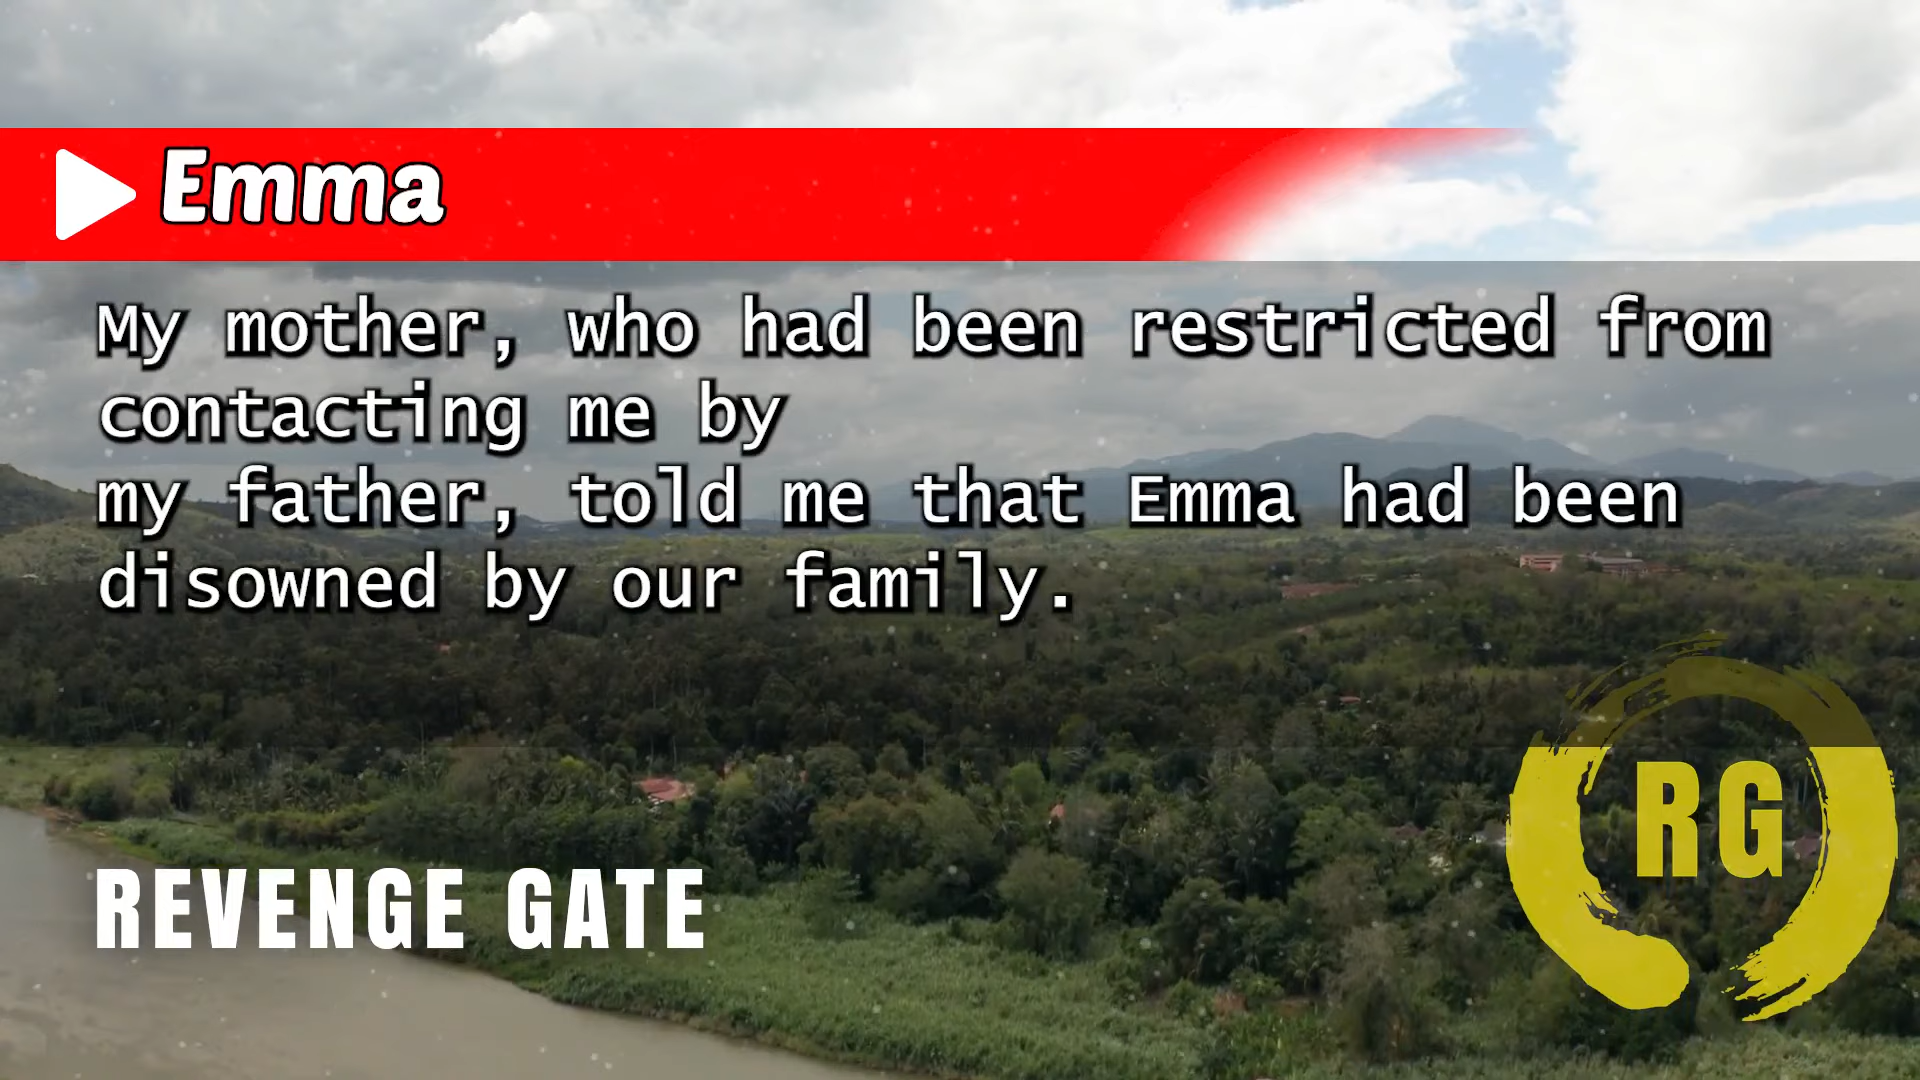 Emma
My mother, who had been restricted from
contacting me by
my father, told me that Emma had been
disowned by our family.
RG
REVENGE GATE